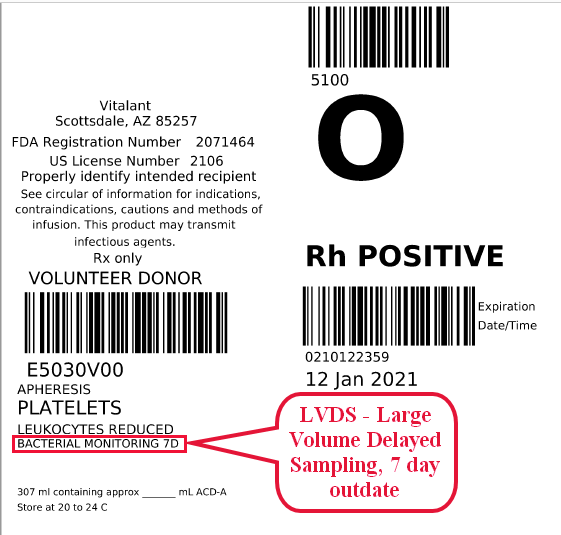 Vitalant
Scottsdale, AZ 85257
FDA Registration Number 2071464
US License Number 2106
Properly identify intended recipient
See circular of information for indications,
contraindications, cautions and methods of
infusion. This product may transmit
infectious agents.
Rx only
VOLUNTEER DONOR
E5030V00
APHERESIS
PLATELETS
LEUKOCYTES REDUCED
BACTERIAL MONITORING 7D
307 ml containing approx ______ mL ACD-A
Store at 20 to 24 C
5100
O
Rh POSITIVE
Expiration
Date/Time
0210122359
12 Jan 2021
LVDS - Large
Volume Delayed
Sampling, 7 day
outdate